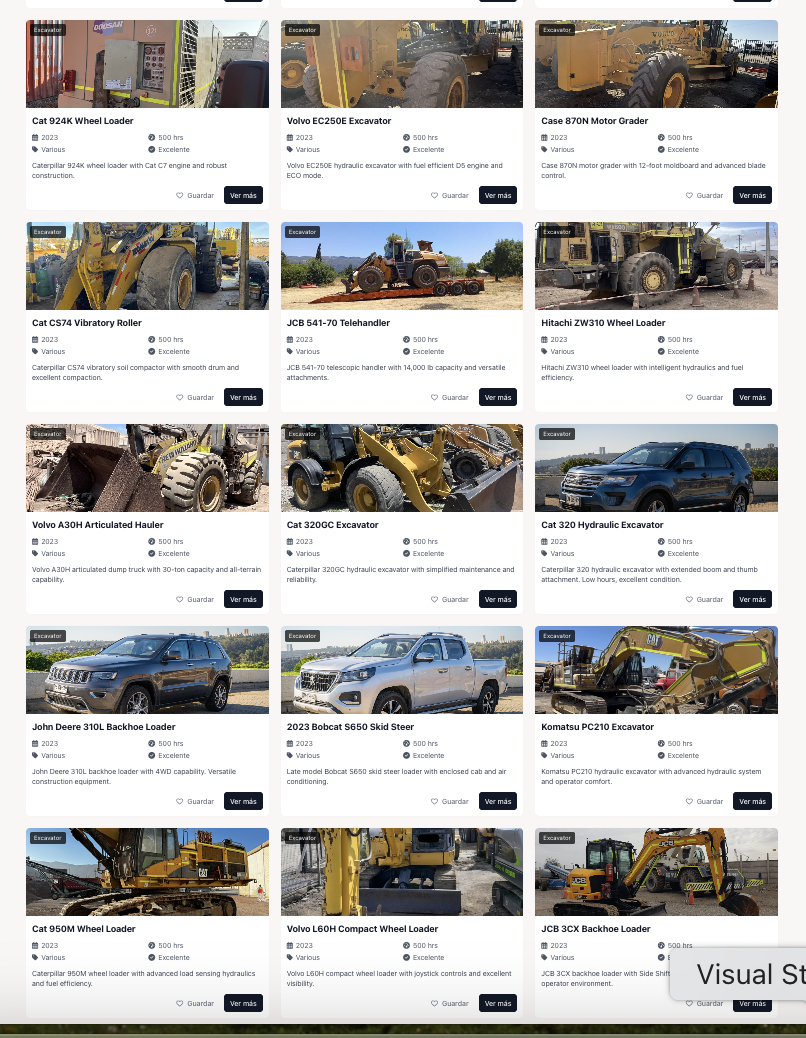 Excavator
DOOSAN
Excavator
Excavator
Cat 924K Wheel Loader
Volvo EC250E Excavator
Case 870N Motor Grader
2023 500 hrs
2023 500 hrs
2023 500 hrs
Various Excelente
Various Excelente
Various Excelente
Caterpillar 924K wheel loader with Cat C7 engine and robust
construction.
Volvo EC250E hydraulic excavator with fuel efficient D5 engine and
ECO mode.
Case 870N motor grader with 12-foot moldboard and advanced blade
control.
Guardar Ver más
Guardar Ver más
Guardar Ver más
Excavator
Excavator
Excavator
Cat CS74 Vibratory Roller
JCB 541-70 Telehandler
Hitachi ZW310 Wheel Loader
2023 500 hrs
2023 500 hrs
2023 500 hrs
Various Excelente
Various Excelente
Various Excelente
Caterpillar CS74 vibratory soil compactor with smooth drum and
excellent compaction.
JCB 541-70 telescopic handler with 14,000 lb capacity and versatile
attachments.
Hitachi ZW310 wheel loader with intelligent hydraulics and fuel
efficiency.
Guardar Ver más
Guardar Ver más
Guardar Ver más
Excavator
Excavator
Excavator
Volvo A30H Articulated Hauler
Cat 320GC Excavator
Cat 320 Hydraulic Excavator
2023 500 hrs
2023 500 hrs
2023 500 hrs
Various Excelente
Various Excelente
Various Excelente
Volvo A30H articulated dump truck with 30-ton capacity and all-terrain
capability.
Caterpillar 320GC hydraulic excavator with simplified maintenance and
reliability.
Caterpillar 320 hydraulic excavator with extended boom and thumb
attachment. Low hours, excellent condition.
Guardar Ver más
Guardar Ver más
Guardar Ver más
Excavator
Excavator
Excavator
CAT
John Deere 310L Backhoe Loader
2023 Bobcat S650 Skid Steer
Komatsu PC210 Excavator
2023 500 hrs
2023 500 hrs
2023 500 hrs
Various Excelente
Various Excelente
Various Excelente
John Deere 310L backhoe loader with 4WD capability. Versatile
construction equipment.
Late model Bobcat S650 skid steer loader with enclosed cab and air
conditioning.
Komatsu PC210 hydraulic excavator with advanced hydraulic system
and operator comfort.
Guardar Ver más
Guardar Ver más
Guardar Ver más
Excavator
Excavator
Excavator
JCB
Cat 950M Wheel Loader
Volvo L60H Compact Wheel Loader
JCB 3CX Backhoe Loader
2023 500 hrs
2023 500 hrs
2023 500 hrs
Various Excelente
Various Excelente
Various
Caterpillar 950M wheel loader with advanced load sensing hydraulics
and fuel efficiency.
Volvo L60H compact wheel loader with joystick controls and excellent
visibility.
JCB 3CX backhoe loader with Side Shift
operator environment.
Visual St
Guardar Ver más
Guardar Ver más
Guardar Ver más